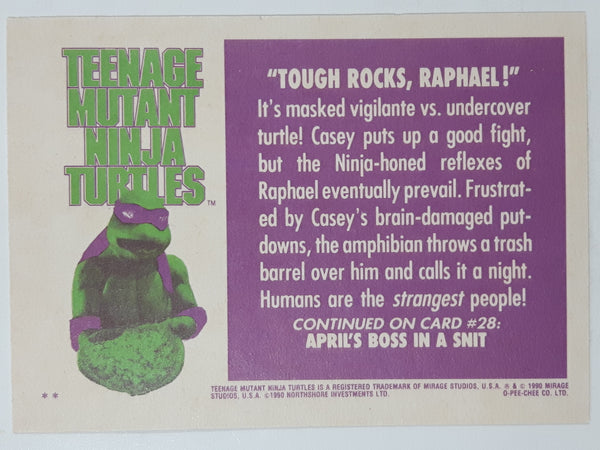 TEENAGE
MUTANT
NINJA
TURTLES™
"TOUGH ROCKS, RAPHAEL!"
It's masked vigilante vs. undercover
turtle! Casey puts up a good fight,
but the Ninja-honed reflexes of
Raphael eventually prevail. Frustrat-
ed by Casey's brain-damaged put-
downs, the amphibian throws a trash
barrel over him and calls it a night.
Humans are the strangest people!
CONTINUED ON CARD #28:
APRIL'S BOSS IN A SNIT
TEENAGE MUTANT NINJA TURTLES IS A REGISTERED TRADEMARK OF MIRAGE STUDIOS, U.S.A. ® & © 1990 MIRAGE
STUDIOS, U.S.A. ©1990 NORTHSHORE INVESTMENTS LTD. O-PEE-CHEE CO. LTD.
* *